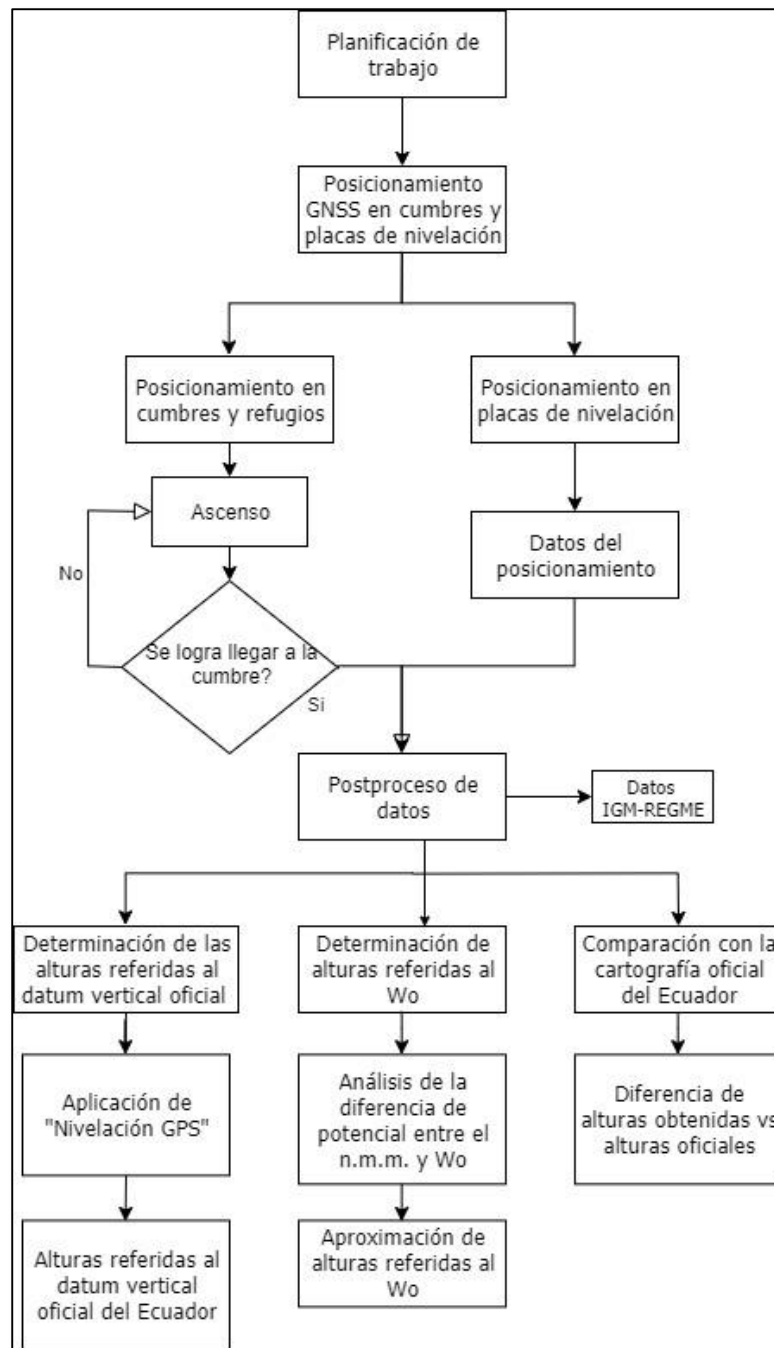 Planificación de
trabajo
Posicionamiento
GNSS en cumbres y
placas de nivelación
Posicionamiento en
cumbres y refugios
Posicionamiento en
placas de nivelación
Ascenso
Datos del
posicionamiento
No
Se logra llegar a la
cumbre?
Si
Postproceso de
datos
Datos
IGM-REGME
Determinación de las
alturas referidas al
datum vertical oficial
Determinación de
alturas referidas al
Wo
Comparación con la
cartografía oficial
del Ecuador
Aplicación de
"Nivelación GPS"
Análisis de la
diferencia de
potencial entre el
n.m.m. y Wo
Diferencia de
alturas obtenidas vs
alturas oficiales
Alturas referidas al
datum vertical
oficial del Ecuador
Aproximación de
alturas referidas al
Wo